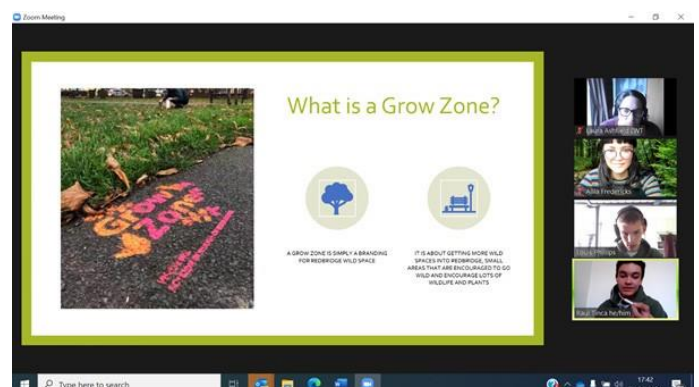 Zoom Meeting
What is a Grow Zone?
Grow
Zone
A GROW ZONE IS SIMPLY A BRANDING
FOR REDBRIDGE WILD SPACE
IT IS ABOUT GETTING MORE WILD
SPACES INTO REDBRIDGE, SMALL
AREAS THAT ARE ENCOURAGED TO GO
WILD AND ENCOURAGE LOTS OF
WILDLIFE AND PLANTS
Laura Ashfield LWT
Fredericks
Raul Tinca he/him
Type here to search
17:42